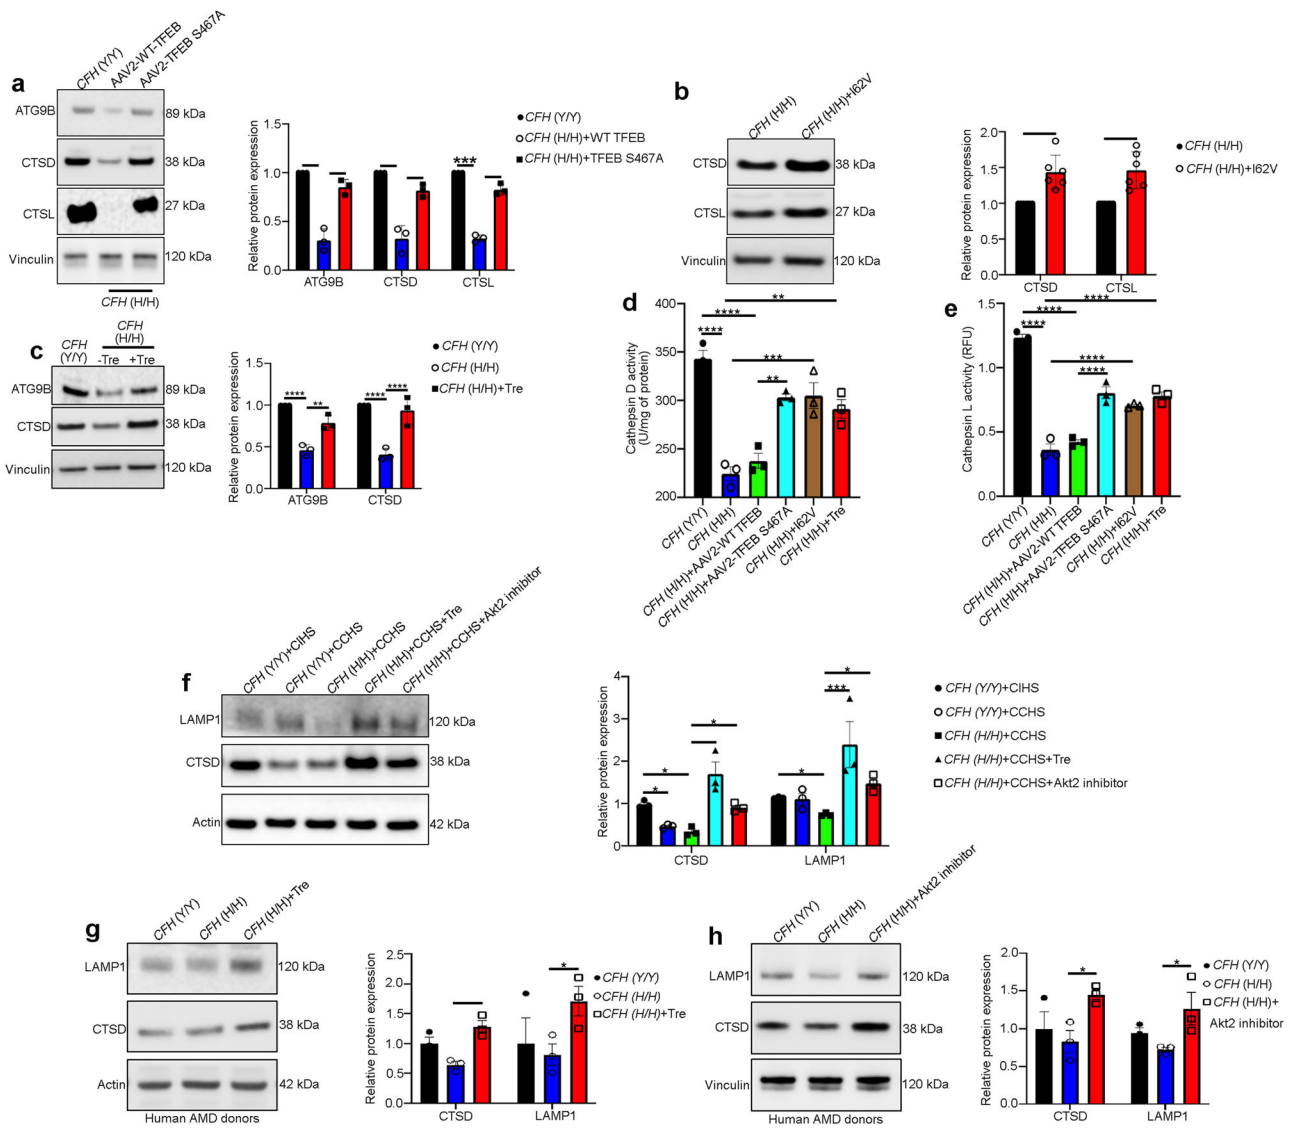 a
CFH (Y/Y)
AAV2-WT-TFEB
AAV2-TFEB S467A
ATG9B
89 kDa
CTSD
38 kDa
CTSL
27 kDa
Vinculin
120 kDa
CFH (H/H)
Relative protein expression
1.5
1.0
0.5
0.0
***
ATG9B
CTSD
CTSL
CFH (Y/Y)
CFH (H/H)+WT TFEB
CFH (H/H)+TFEB S467A
b
CFH (H/H)
CFH (H/H)+I62V
CTSD
38 kDa
CTSL
27 kDa
Vinculin
120 kDa
Relative protein expression
2.0
1.5
1.0
0.5
0.0
CTSD
CTSL
CFH (H/H)
CFH (H/H)+I62V
c
CFH
(Y/Y)
CFH
(H/H)
-Tre
+Tre
ATG9B
89 kDa
CTSD
38 kDa
Vinculin
120 kDa
Relative protein expression
1.5
1.0
0.5
0.0
****
**
****
****
ATG9B
CTSD
CFH (Y/Y)
CFH (H/H)
CFH (H/H)+Tre
d
Cathepsin D activity
(U/mg of protein)
400
350
300
250
200
**
****
****
***
**
CFH (Y/Y)
CFH (H/H)
CFH (H/H)+AAV2-WT TFEB
CFH (H/H)+AAV2-TFEB S467A
CFH (H/H)+I62V
CFH (H/H)+Tre
e
Cathepsin L activity (RFU)
1.5
1.0
0.5
0.0
****
****
****
****
****
CFH (Y/Y)
CFH (H/H)
CFH (H/H)+AAV2-WT TFEB
CFH (H/H)+AAV2-TFEB S467A
CFH (H/H)+I62V
CFH (H/H)+Tre
f
CFH (Y/Y)+CIHS
CFH (Y/Y)+CCHS
CFH (H/H)+CCHS
CFH (H/H)+CCHS+Tre
CFH (H/H)+CCHS+Akt2 inhibitor
LAMP1
120 kDa
CTSD
38 kDa
Actin
42 kDa
Relative protein expression
4
3
2
1
0
*
*
*
*
***
*
CTSD
LAMP1
CFH (Y/Y)+CIHS
CFH (Y/Y)+CCHS
CFH (H/H)+CCHS
CFH (H/H)+CCHS+Tre
CFH (H/H)+CCHS+Akt2 inhibitor
g
CFH (Y/Y)
CFH (H/H)
CFH (H/H)+Tre
LAMP1
120 kDa
CTSD
38 kDa
Actin
42 kDa
Human AMD donors
Relative protein expression
2.5
2.0
1.5
1.0
0.5
0.0
*
CTSD
LAMP1
CFH (Y/Y)
CFH (H/H)
CFH (H/H)+Tre
h
CFH (Y/Y)
CFH (H/H)
CFH (H/H)+Akt2 inhibitor
LAMP1
120 kDa
CTSD
38 kDa
Vinculin
120 kDa
Human AMD donors
Relative protein expression
2.0
1.5
1.0
0.5
0.0
*
*
CTSD
LAMP1
CFH (Y/Y)
CFH (H/H)
CFH (H/H)+
Akt2 inhibitor